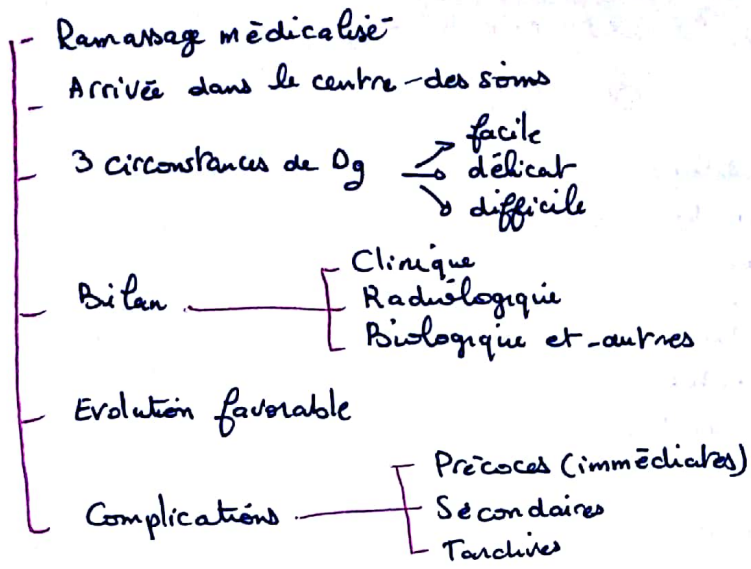 - Ramassage médicalisé
- Arrivée dans le centre-des soins
- 3 circonstances de Dg
facile
délicat
difficile
- Bilan
- Clinique
- Radiologique
- Biologique et-autres
- Evolution favorable
Complications
- Précoces (immédiates)
- Secondaires
- Tardives